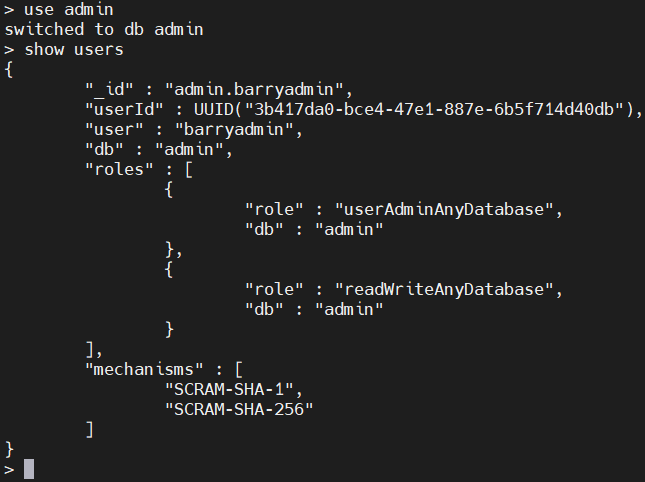 > use admin
switched to db admin
> show users
{
        "_id" : "admin.barryadmin",
        "userId" : UUID("3b417da0-bce4-47e1-887e-6b5f714d40db"),
        "user" : "barryadmin",
        "db" : "admin",
        "roles" : [
                {
                        "role" : "userAdminAnyDatabase",
                        "db" : "admin"
                },
                {
                        "role" : "readWriteAnyDatabase",
                        "db" : "admin"
                }
        ],
        "mechanisms" : [
                "SCRAM-SHA-1",
                "SCRAM-SHA-256"
        ]
}
>